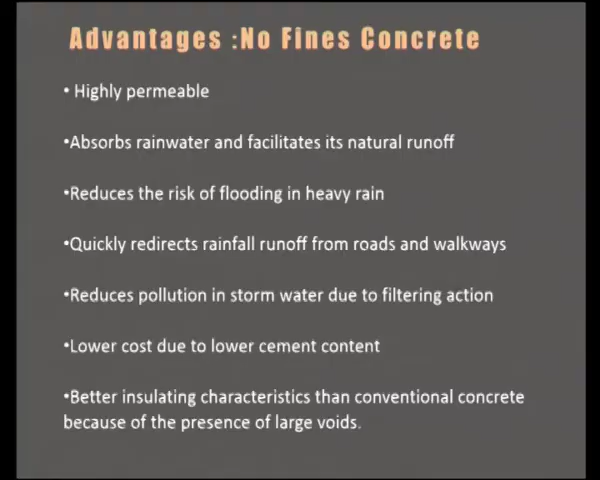 Advantages :No Fines Concrete
• Highly permeable
•Absorbs rainwater and facilitates its natural runoff
•Reduces the risk of flooding in heavy rain
•Quickly redirects rainfall runoff from roads and walkways
•Reduces pollution in storm water due to filtering action
•Lower cost due to lower cement content
•Better insulating characteristics than conventional concrete
because of the presence of large voids.